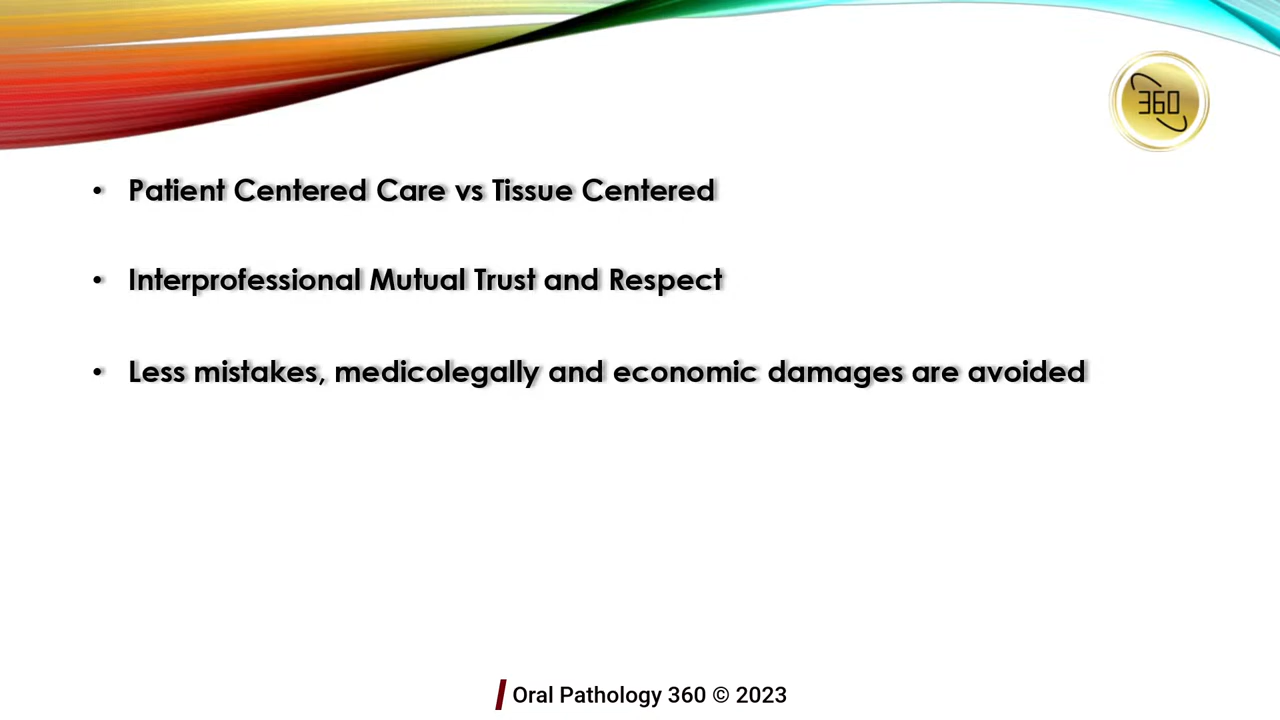 360
• Patient Centered Care vs Tissue Centered
• Interprofessional Mutual Trust and Respect
• Less mistakes, medicolegally and economic damages are avoided
Oral Pathology 360 © 2023